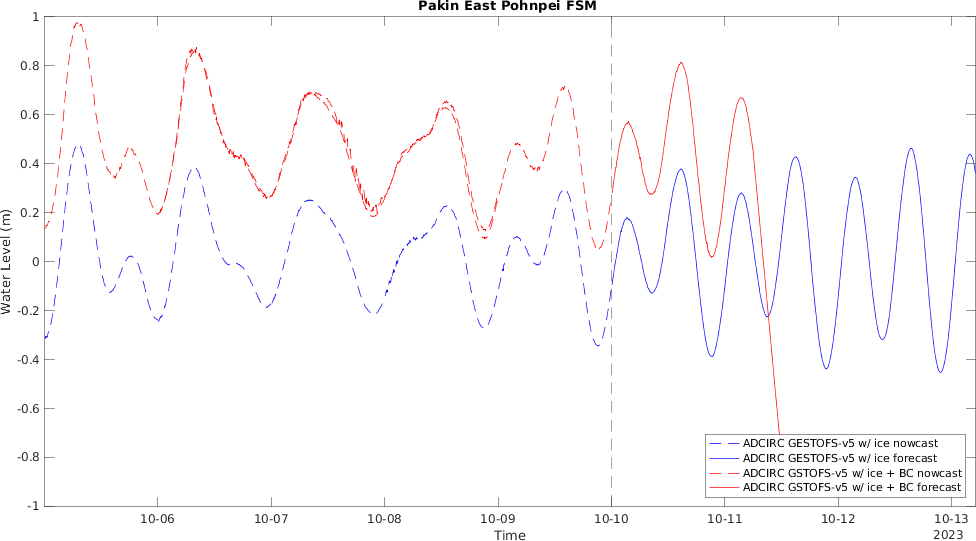 Pakin East Pohnpei FSM
1
0.8
0.6
0.4
0.2
0
-0.2
-0.4
-0.6
-0.8
-1
Water Level (m)
10-06 10-07 10-08 10-09 10-10 10-11 10-12 10-13
Time
2023
ADCIRC GESTOFS-v5 w/ ice nowcast
ADCIRC GESTOFS-v5 w/ ice forecast
ADCIRC GSTOFS-v5 w/ ice + BC nowcast
ADCIRC GSTOFS-v5 w/ ice + BC forecast